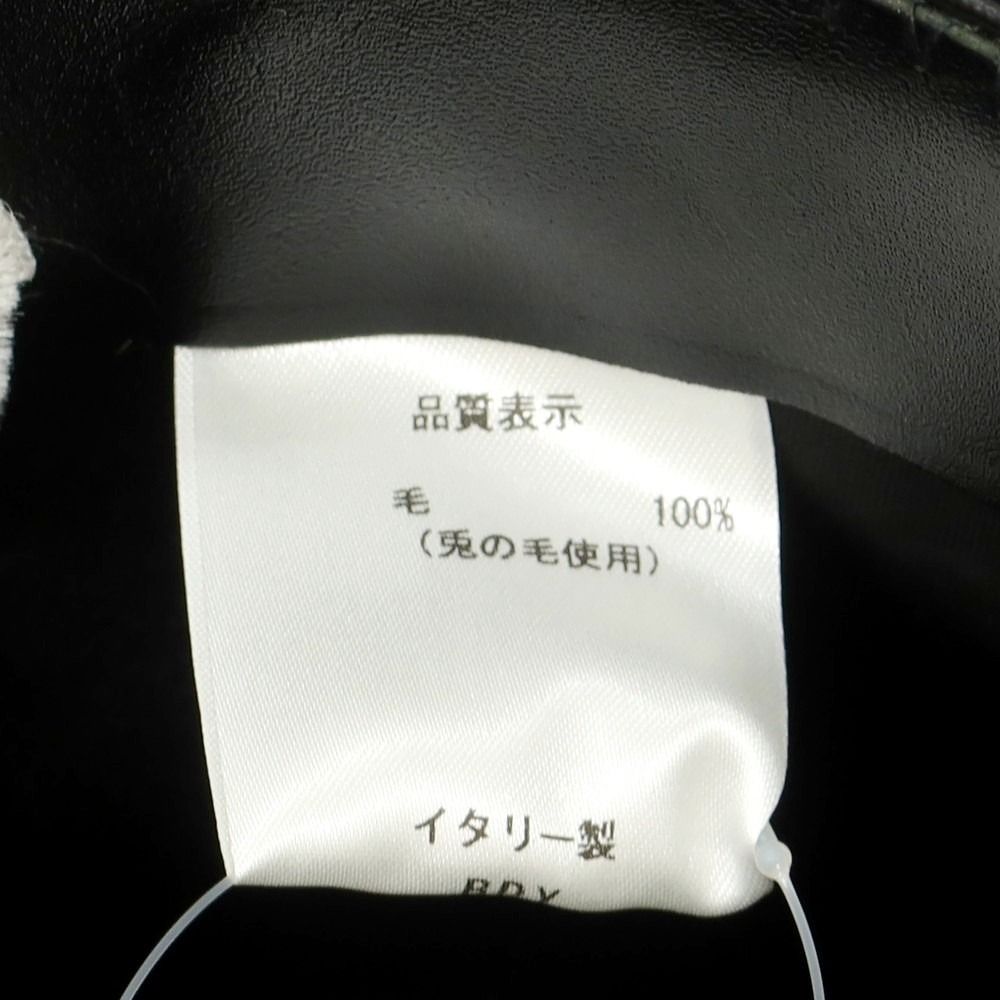 品質表示
毛 100%
（兎の毛使用）
イタリー製